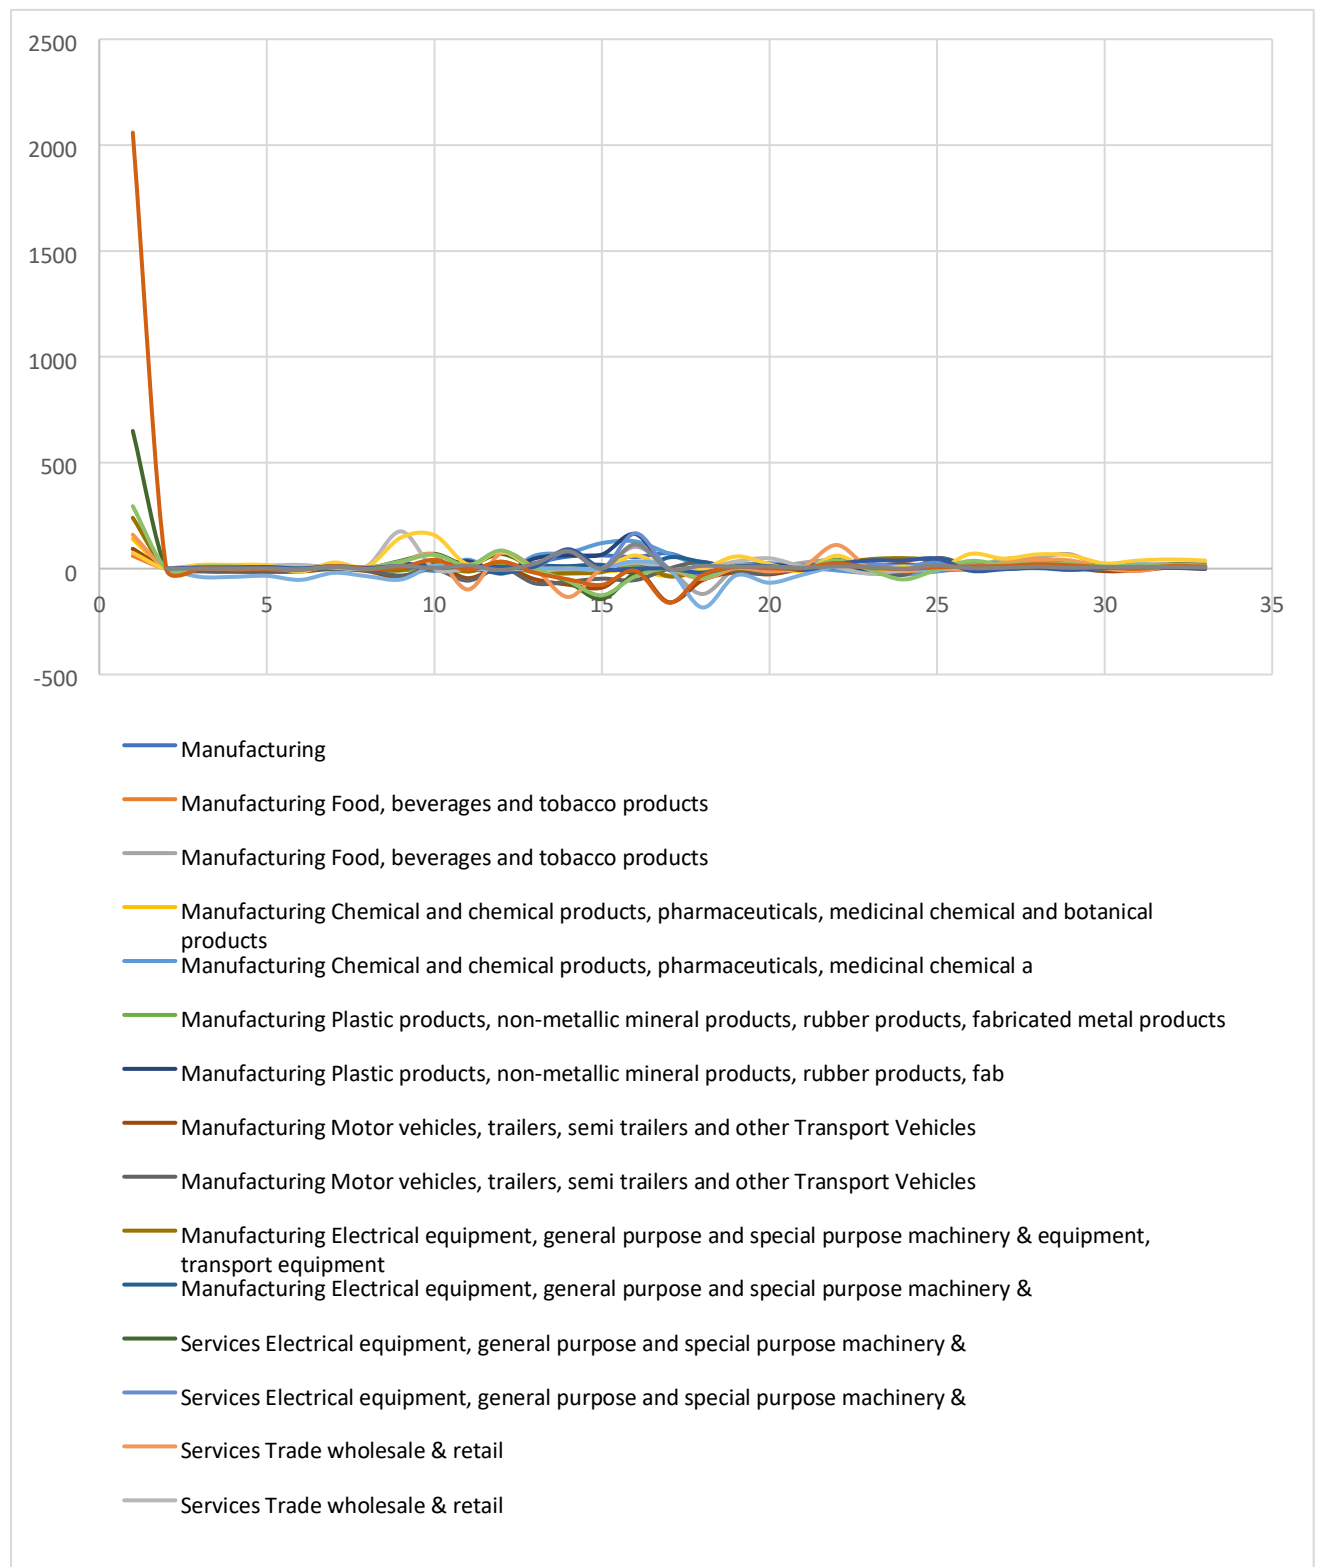 2500
2000
1500
1000
500
0
0 5 10 15 20 25 30 35
-500
Manufacturing
Manufacturing Food, beverages and tobacco products
Manufacturing Food, beverages and tobacco products
Manufacturing Chemical and chemical products, pharmaceuticals, medicinal chemical and botanical
products
Manufacturing Chemical and chemical products, pharmaceuticals, medicinal chemical a
Manufacturing Plastic products, non-metallic mineral products, rubber products, fabricated metal products
Manufacturing Plastic products, non-metallic mineral products, rubber products, fab
Manufacturing Motor vehicles, trailers, semi trailers and other Transport Vehicles
Manufacturing Motor vehicles, trailers, semi trailers and other Transport Vehicles
Manufacturing Electrical equipment, general purpose and special purpose machinery & equipment,
transport equipment
Manufacturing Electrical equipment, general purpose and special purpose machinery &
Services Electrical equipment, general purpose and special purpose machinery &
Services Electrical equipment, general purpose and special purpose machinery &
Services Trade wholesale & retail
Services Trade wholesale & retail